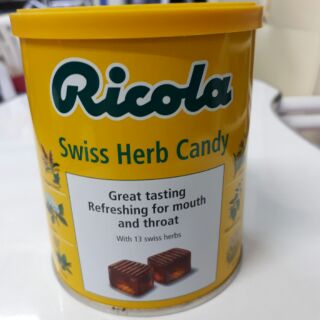 Ricola
Swiss Herb Candy
Great tasting
Refreshing for mouth
and throat
With 13 swiss herbs